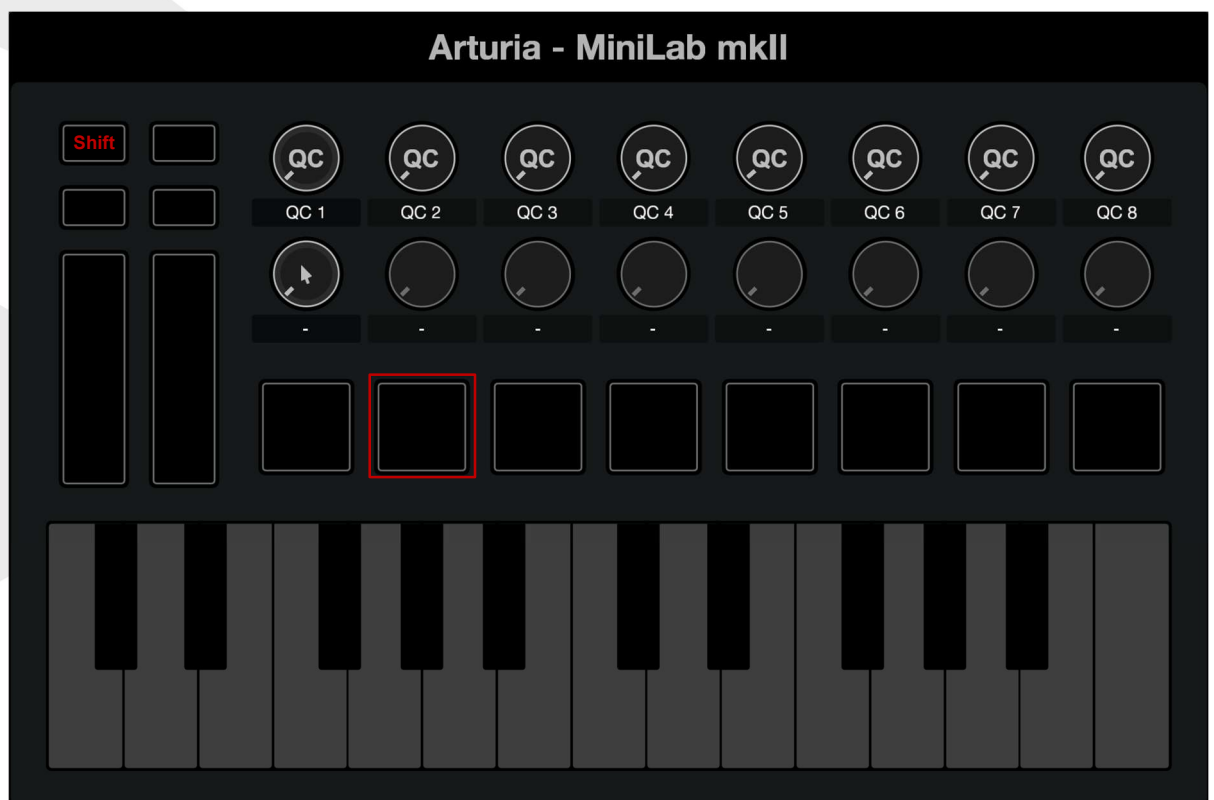 Arturia - MiniLab mkII
Shift
QC QC QC QC QC QC QC QC
QC 1 QC 2 QC 3 QC 4 QC 5 QC 6 QC 7 QC 8
- - - - - - - -